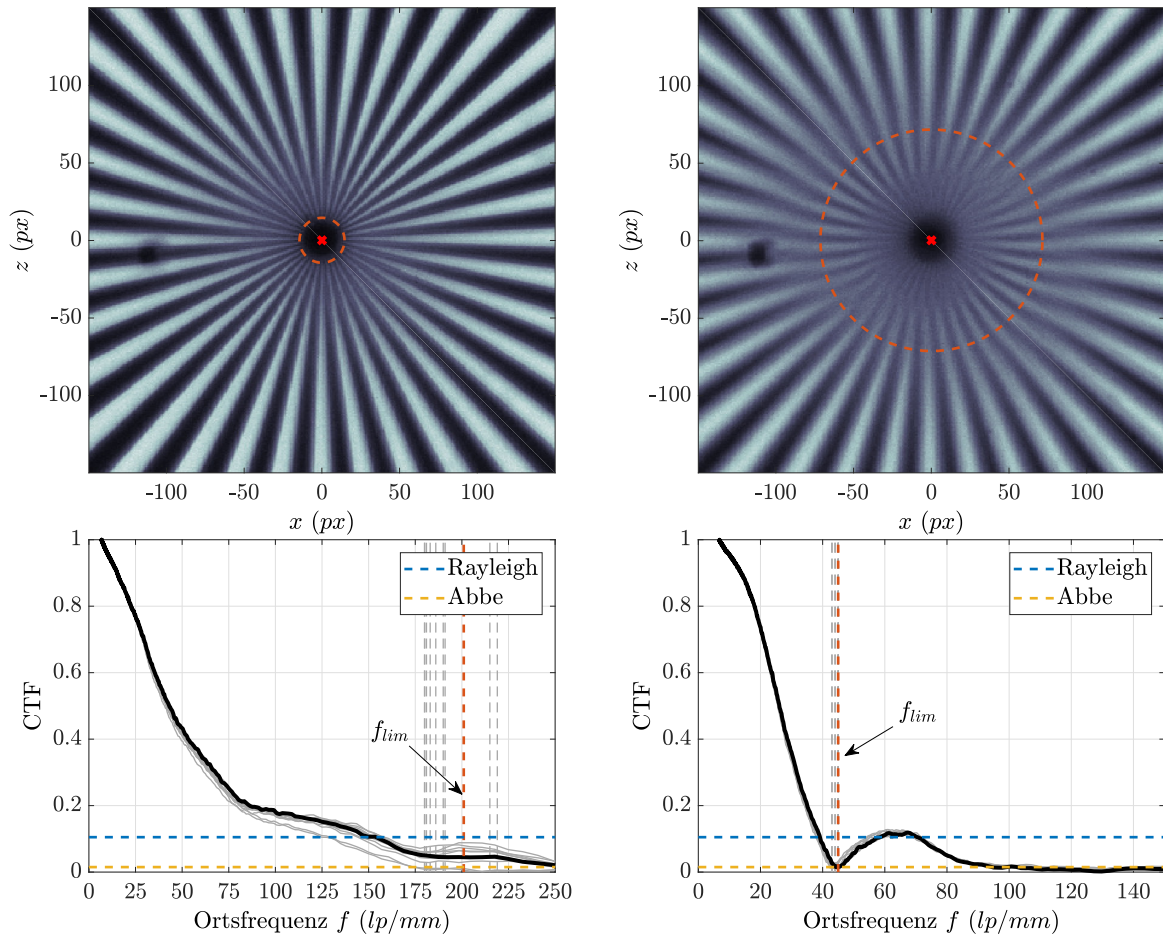 100
50
0
-50
-100
z (px)
-100 -50 0 50 100
x (px)
100
50
0
-50
-100
z (px)
-100 -50 0 50 100
x (px)
1
0.8
0.6
0.4
0.2
0
CTF
Rayleigh
Abbe
f_lim
0 25 50 75 100 125 150 175 200 225 250
Ortsfrequenz f (lp/mm)
1
0.8
0.6
0.4
0.2
0
CTF
Rayleigh
Abbe
f_lim
0 20 40 60 80 100 120 140
Ortsfrequenz f (lp/mm)